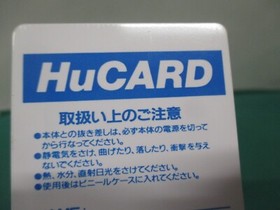 HuCARD
取扱い上のご注意
●本体との抜き差しは、必ず本体の電源を切って
から行なってください。
●静電気をさけ、曲げたり、落したり、衝撃を与え
ないでください。
●熱、水分、直射日光をさけてください。
●使用後はビニールケースに入れてください。